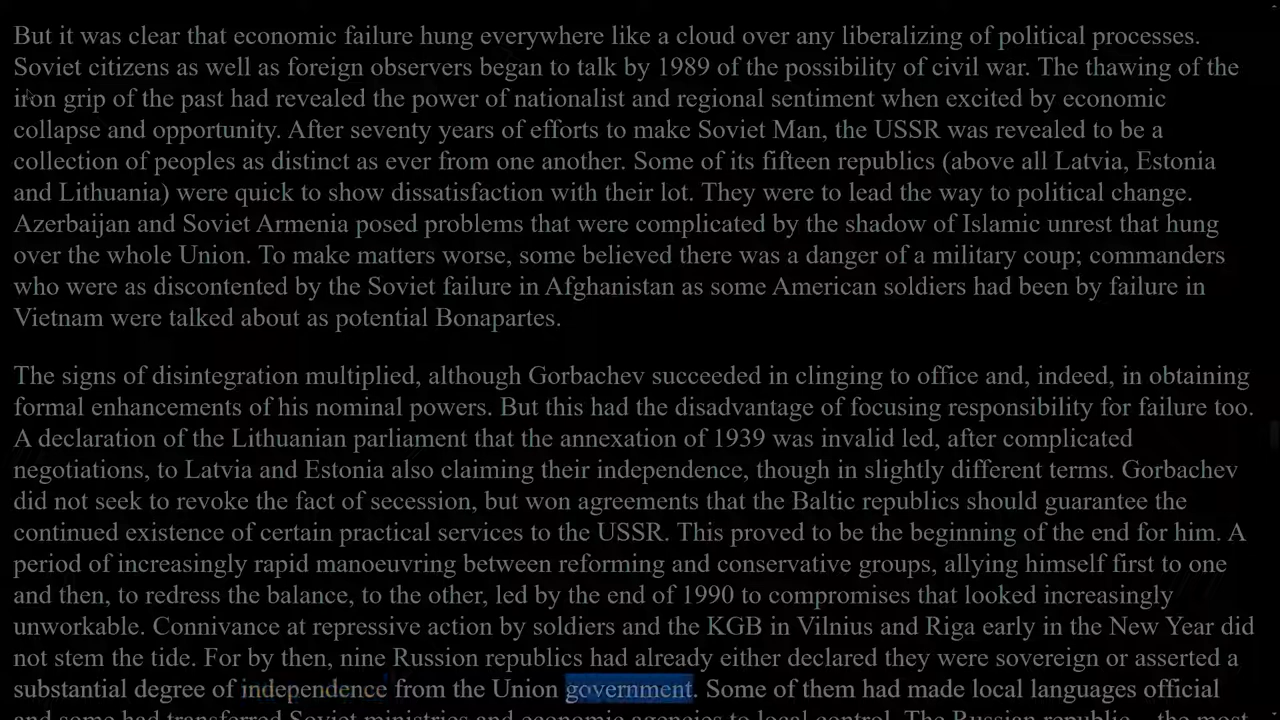 But it was clear that economic failure hung everywhere like a cloud over any liberalizing of political processes.
Soviet citizens as well as foreign observers began to talk by 1989 of the possibility of civil war. The thawing of the
iron grip of the past had revealed the power of nationalist and regional sentiment when excited by economic
collapse and opportunity. After seventy years of efforts to make Soviet Man, the USSR was revealed to be a
collection of peoples as distinct as ever from one another. Some of its fifteen republics (above all Latvia, Estonia
and Lithuania) were quick to show dissatisfaction with their lot. They were to lead the way to political change.
Azerbaijan and Soviet Armenia posed problems that were complicated by the shadow of Islamic unrest that hung
over the whole Union. To make matters worse, some believed there was a danger of a military coup; commanders
who were as discontented by the Soviet failure in Afghanistan as some American soldiers had been by failure in
Vietnam were talked about as potential Bonapartes.
The signs of disintegration multiplied, although Gorbachev succeeded in clinging to office and, indeed, in obtaining
formal enhancements of his nominal powers. But this had the disadvantage of focusing responsibility for failure too.
A declaration of the Lithuanian parliament that the annexation of 1939 was invalid led, after complicated
negotiations, to Latvia and Estonia also claiming their independence, though in slightly different terms. Gorbachev
did not seek to revoke the fact of secession, but won agreements that the Baltic republics should guarantee the
continued existence of certain practical services to the USSR. This proved to be the beginning of the end for him. A
period of increasingly rapid manoeuvring between reforming and conservative groups, allying himself first to one
and then, to redress the balance, to the other, led by the end of 1990 to compromises that looked increasingly
unworkable. Connivance at repressive action by soldiers and the KGB in Vilnius and Riga early in the New Year did
not stem the tide. For by then, nine Russian republics had already either declared they were sovereign or asserted a
substantial degree of independence from the Union government. Some of them had made local languages official
and some had transferred Soviet ministries and economic agencies to local control. The Russian republic, the most